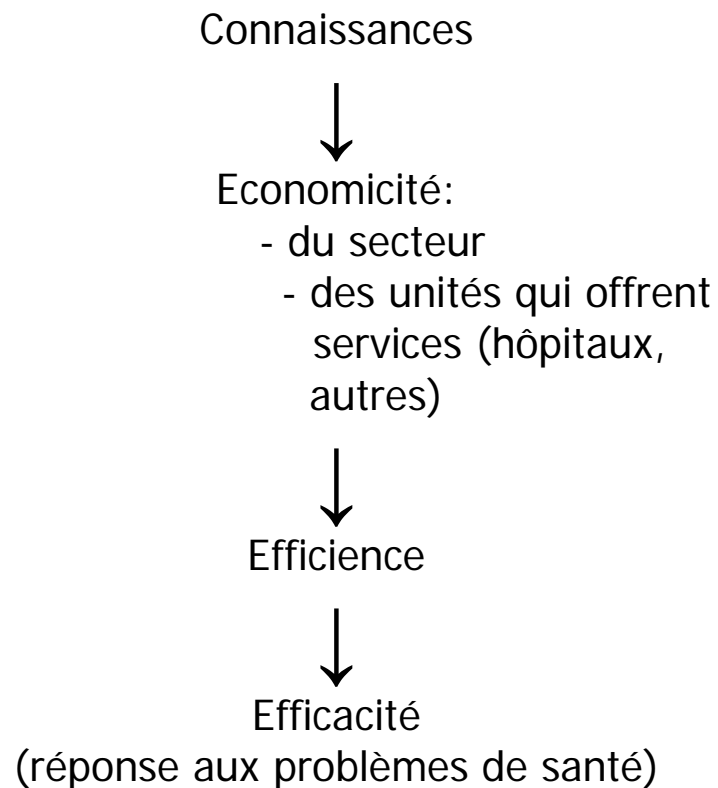 Connaissances
Economicité:
- du secteur
- des unités qui offrent
services (hôpitaux,
autres)
Efficience
Efficacité
(réponse aux problèmes de santé)